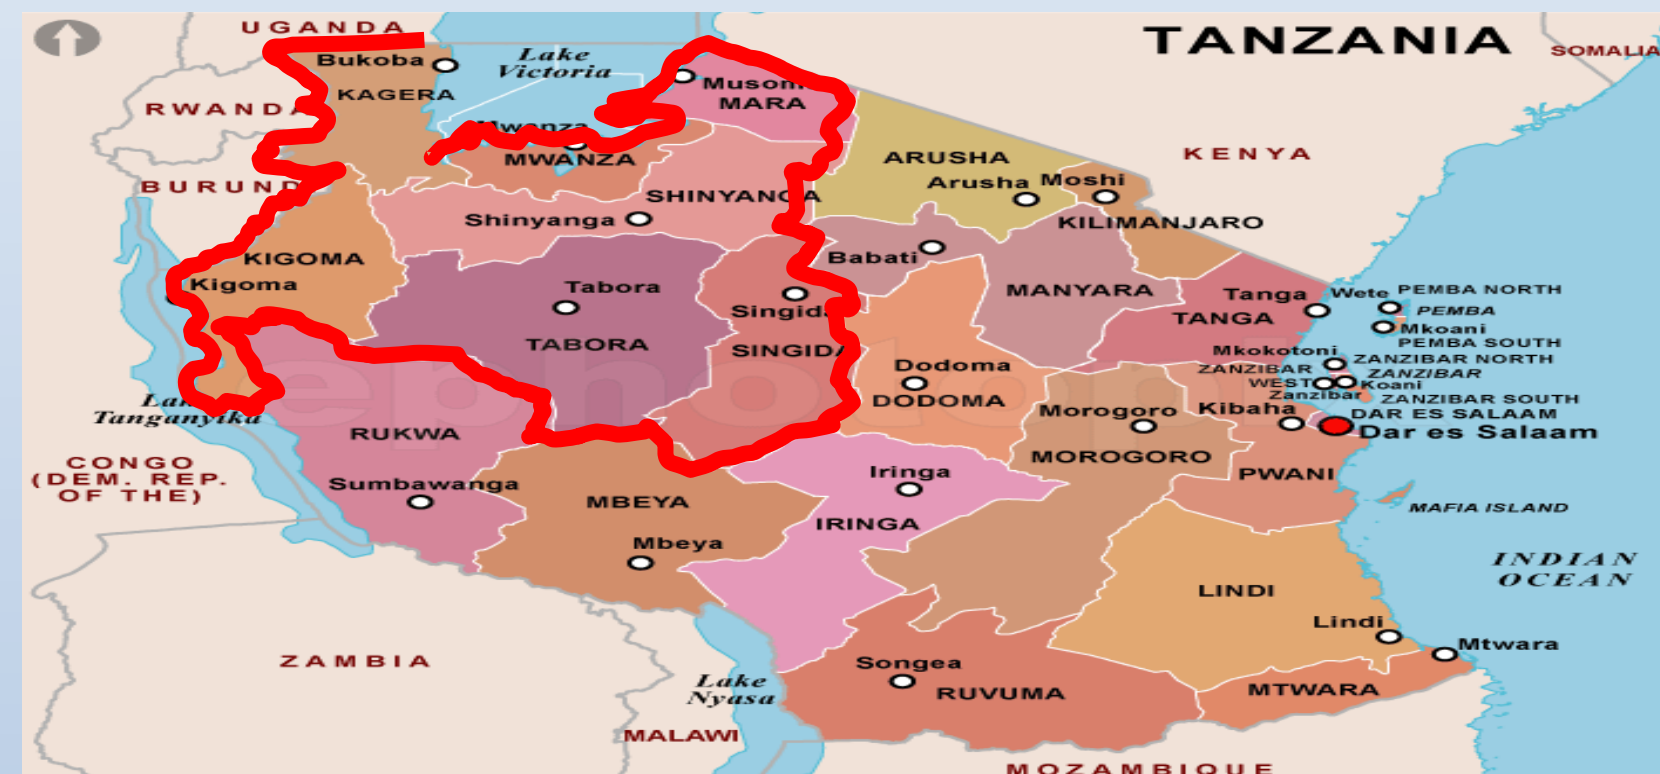 UGANDA
TANZANIA
SOMALIA
Bukoba
Lake
Victoria
KAGERA
RWANDA
MARA
Mwanza
MWANZA
ARUSHA
KENYA
Arusha
Moshi
SHINYANGA
Shinyanga
KILIMANJARO
KIGOMA
Babati
Kigoma
Tabora
MANYARA
Tanga
TANGA
Wete
PEMBA NORTH
PEMBA
Mkoani
PEMBA SOUTH
TABORA
SINGIDA
Mkokotoni
ZANZIBAR NORTH
ZANZIBAR
WEST
ZANZIBAR
Koani
Zanzibar
ZANZIBAR SOUTH
Dodoma
DODOMA
Morogoro
Kibaha
DAR ES SALAAM
Dar es Salaam
Tanganyika
RUKWA
MOROGORO
PWANI
CONGO
(DEM. REP.
OF THE)
Sumbawanga
MBEYA
Iringa
IRINGA
MAFIA ISLAND
Mbeya
INDIAN
OCEAN
LINDI
Lindi
Mtwara
ZAMBIA
Songea
RUVUMA
MTWARA
Lake
Nyasa
MALAWI
MOZAMBIQUE